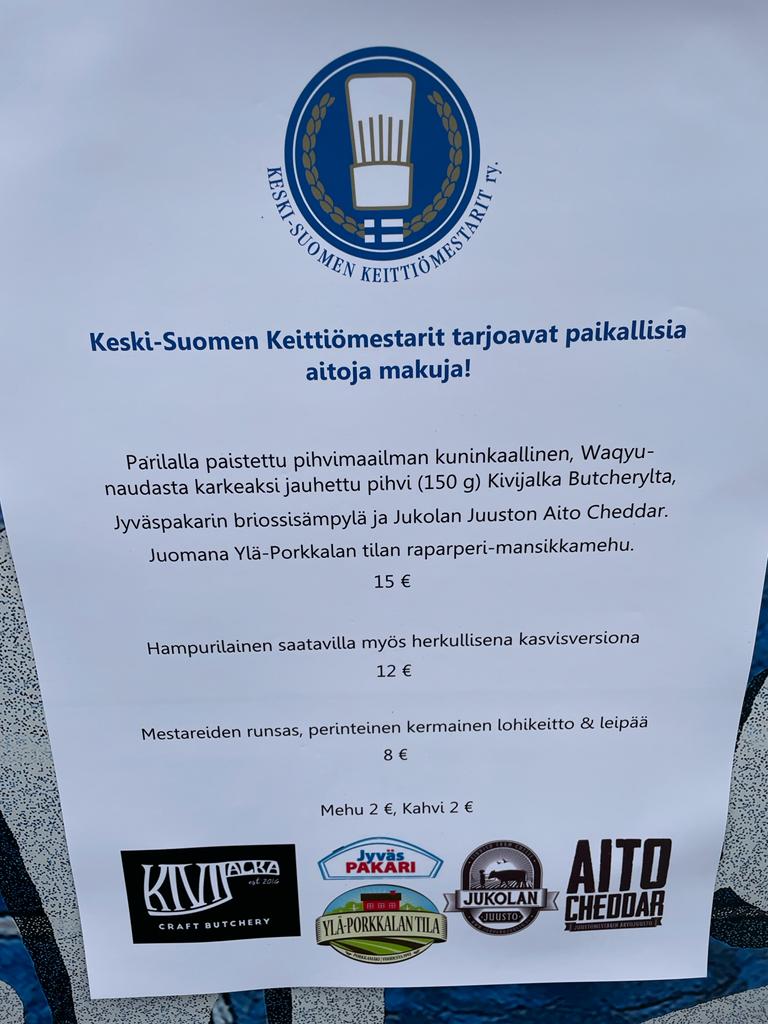 KESKI-SUOMEN KEITTIÖMESTARIT ry.
Keski-Suomen Keittiömestarit tarjoavat paikallisia
aitoja makuja!
Parilalla paistettu pihvimaailman kuninkaallinen, Waqyu-
naudasta karkeaksi jauhettu pihvi (150 g) Kivijalka Butcherylta,
Jyväspakarin briossisämpylä ja Jukolan Juuston Aito Cheddar.
Juomana Ylä-Porkkalan tilan raparperi-mansikkamehu.
15 €
Hampurilainen saatavilla myös herkullisena kasvisversiona
12 €
Mestareiden runsas, perinteinen kermainen lohikeitto & leipää
8 €
Mehu 2 €, Kahvi 2 €
KIVIJALKA
est 2016
CRAFT BUTCHERY
Jyväs
PAKARI
YLÄ-PORKKALAN TILA
JUKOLAN
JUUSTO
AITO
CHEDDAR